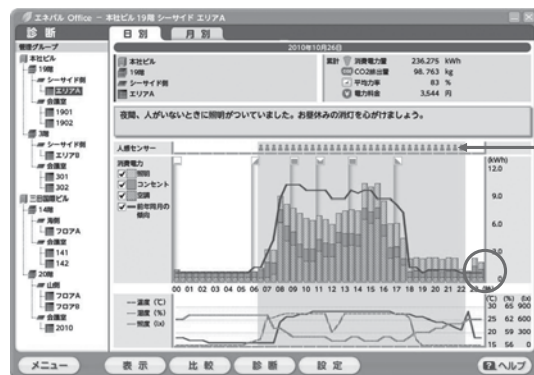 エネパル Office － 本社ビル 19階 シーサイド エリアA
診 断
日 別
月 別
管理グループ
2010年10月26日
本社ビル
19階
シーサイド側
エリアA
会議室
1901
1902
3階
シーサイド側
エリアB
会議室
301
302
三田国際ビル
14階
海側
フロアA
会議室
141
142
20階
山側
フロアA
フロアB
会議室
2010
本社ビル
19階
シーサイド側
エリアA
累計
消費電力量 236.275 kWh
CO2排出量 98.763 kg
平均力率 83 %
電力料金 3,544 円
夜間、人がいないときに照明がついていました。お昼休みの消灯を心がけましょう。
人感センサー
消費電力
照明
コンセント
空調
前年同月の
傾向
(kWh)
12.0
9.0
6.0
3.0
00 01 02 03 04 05 06 07 08 09 10 11 12 13 14 15 16 17 18 19 20 21 22 23
温度 (℃)
湿度 (%)
照度 (lx)
(℃) (%) (lx)
30 65 900
25 62 600
20 59 300
15 56 0
メニュー
表 示
比 較
診 断
設 定
ヘルプ